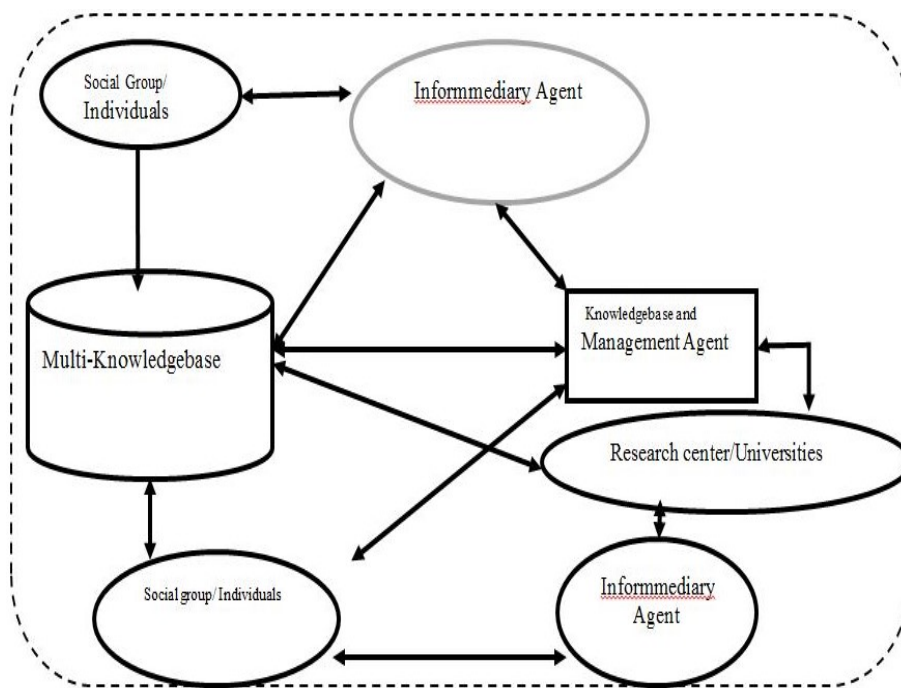 Social Group/
Individuals
Informmediary Agent
Knowledgebase and
Management Agent
Multi-Knowledgebase
Research center/Universities
Social group/ Individuals
Informmediary
Agent